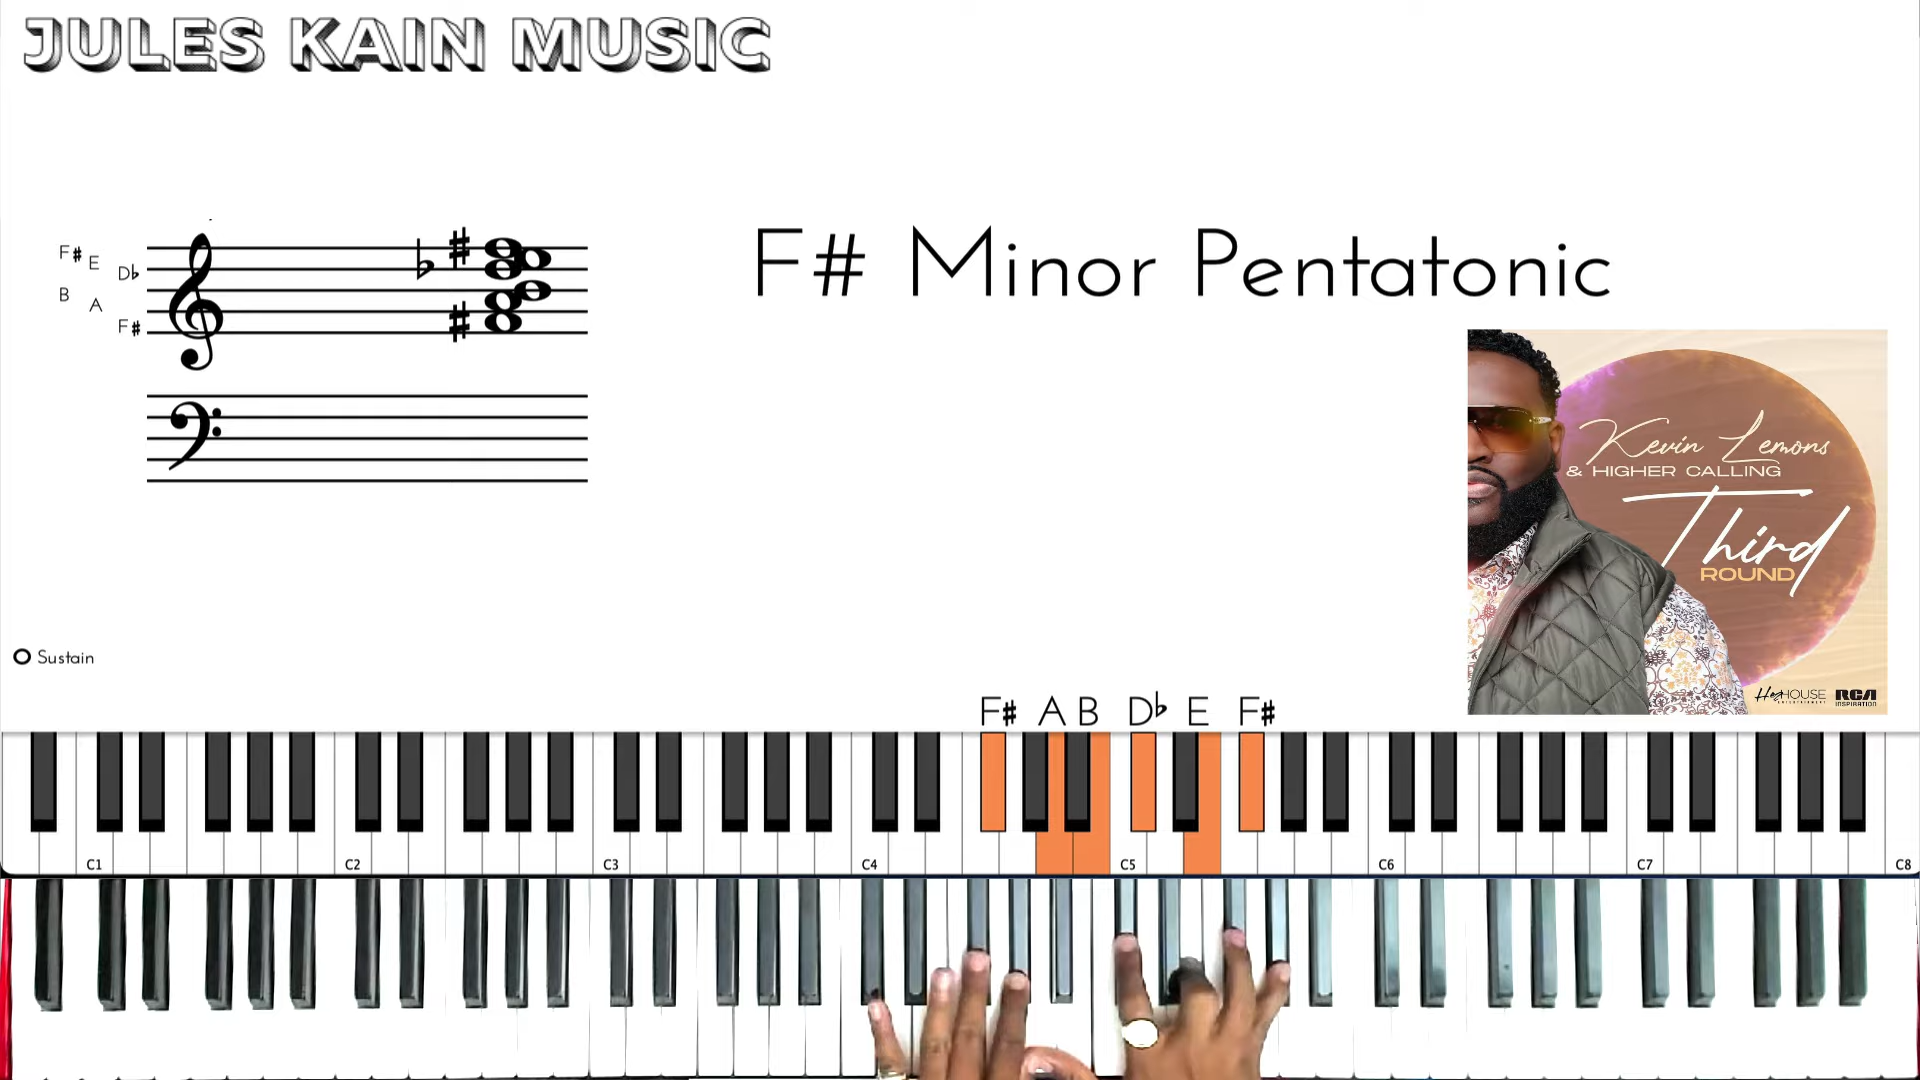 JULES KAIN MUSIC
F# Minor Pentatonic
F# E D♭
B A F#
Kevin Lemons
& HIGHER CALLING
Third
ROUND
RCA
INSPIRATION
Sustain
F# A B D♭ E F#
C1 C2 C3 C4 C5 C6 C7 C8